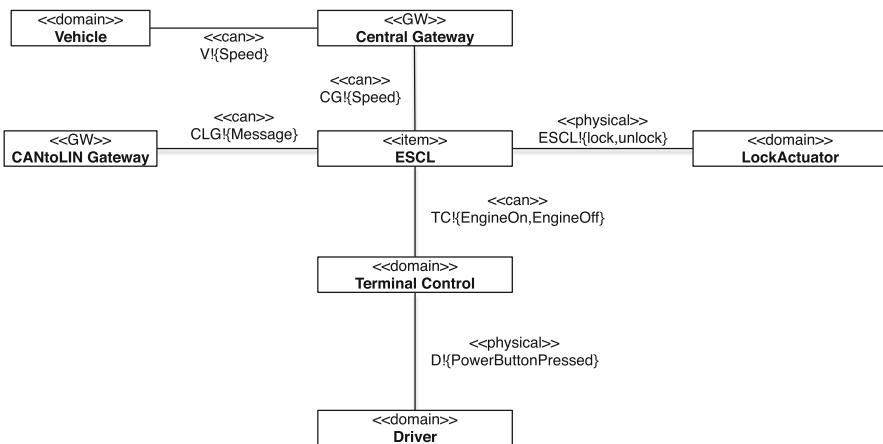 <<domain>>
Vehicle
<<can>>
V!{Speed}
<<GW>>
Central Gateway
<<can>>
CG!{Speed}
<<GW>>
CANtoLIN Gateway
<<can>>
CLG!{Message}
<<item>>
ESCL
<<physical>>
ESCL!{lock,unlock}
<<domain>>
LockActuator
<<can>>
TC!{EngineOn,EngineOff}
<<domain>>
Terminal Control
<<physical>>
D!{PowerButtonPressed}
<<domain>>
Driver